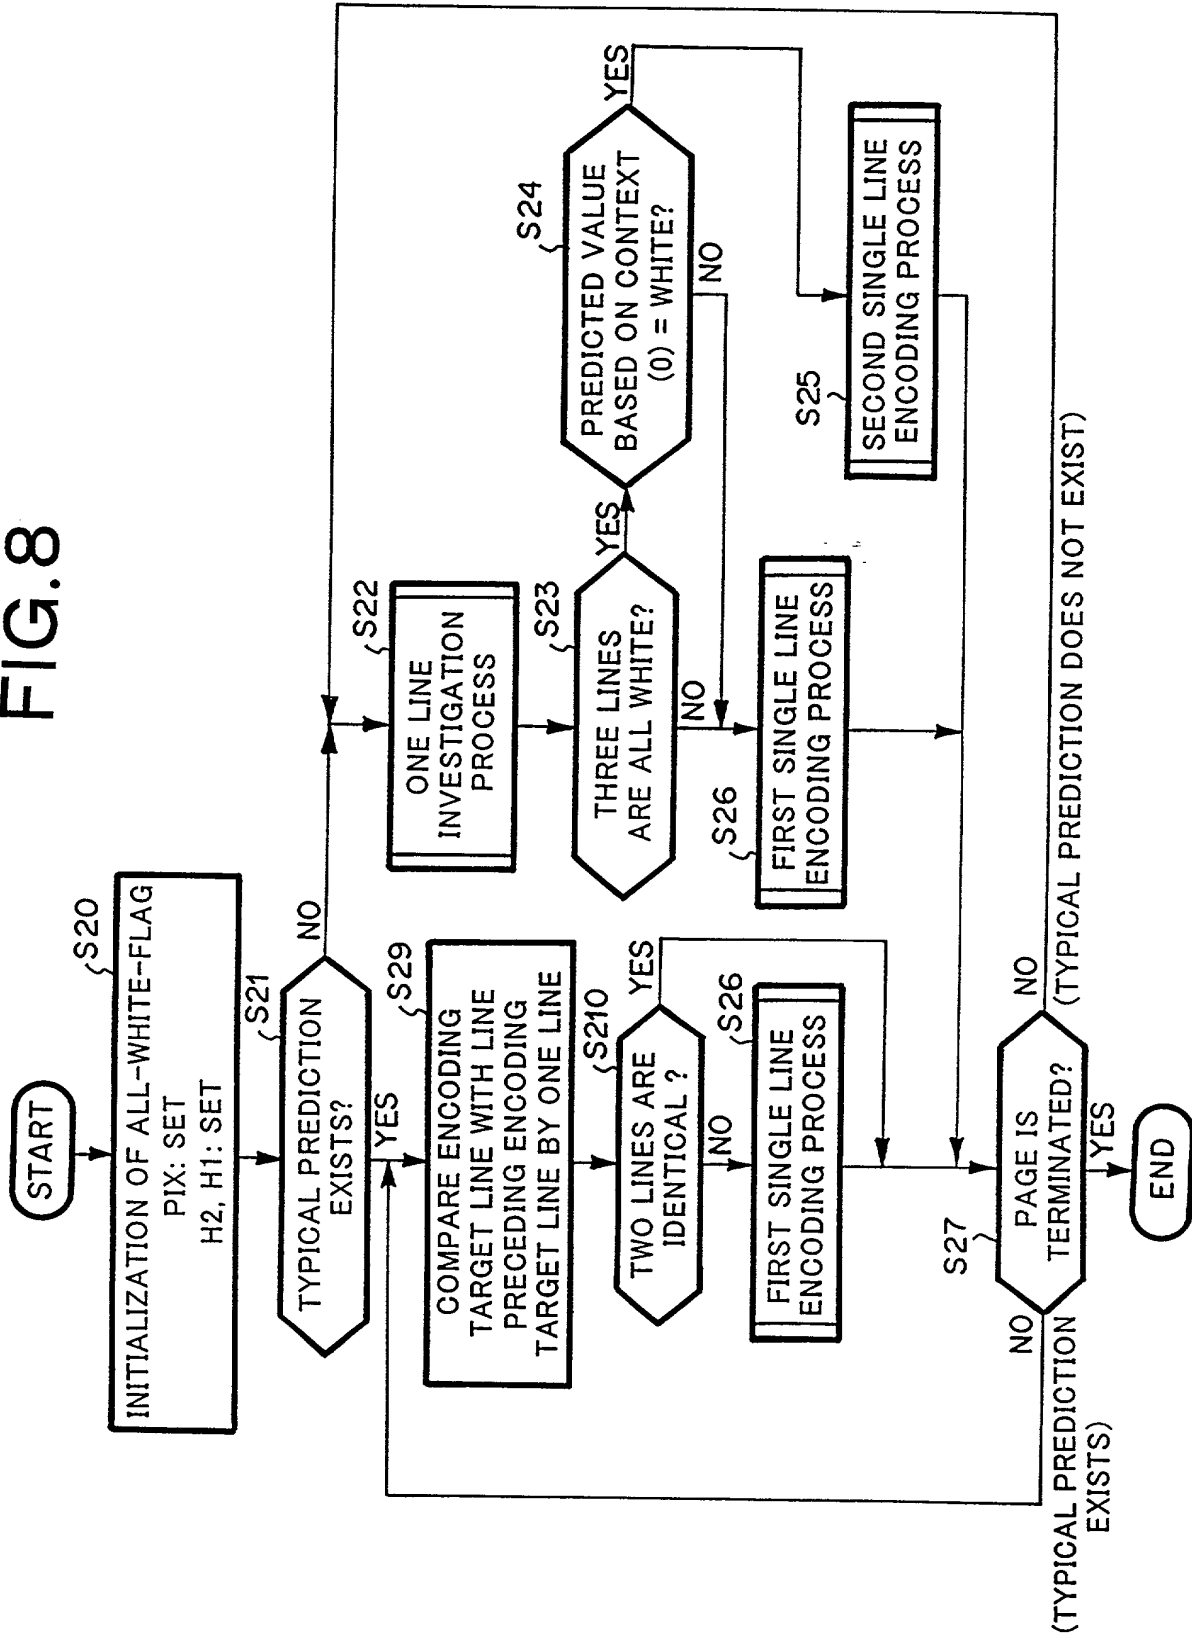 FIG.8
START
S20
INITIALIZATION OF ALL-WHITE-FLAG
PIX: SET
H2, H1: SET
S21
TYPICAL PREDICTION
EXISTS?
NO
YES
S29
COMPARE ENCODING
TARGET LINE WITH LINE
PRECEDING ENCODING
TARGET LINE BY ONE LINE
S210
TWO LINES ARE
IDENTICAL ?
YES
NO
S26
FIRST SINGLE LINE
ENCODING PROCESS
S22
ONE LINE
INVESTIGATION
PROCESS
S23
THREE LINES
ARE ALL WHITE?
YES
NO
S24
PREDICTED VALUE
BASED ON CONTEXT
(0) = WHITE?
YES
NO
S26
FIRST SINGLE LINE
ENCODING PROCESS
S25
SECOND SINGLE LINE
ENCODING PROCESS
S27
PAGE IS
TERMINATED?
NO
(TYPICAL PREDICTION
EXISTS)
NO
(TYPICAL PREDICTION DOES NOT EXIST)
YES
END